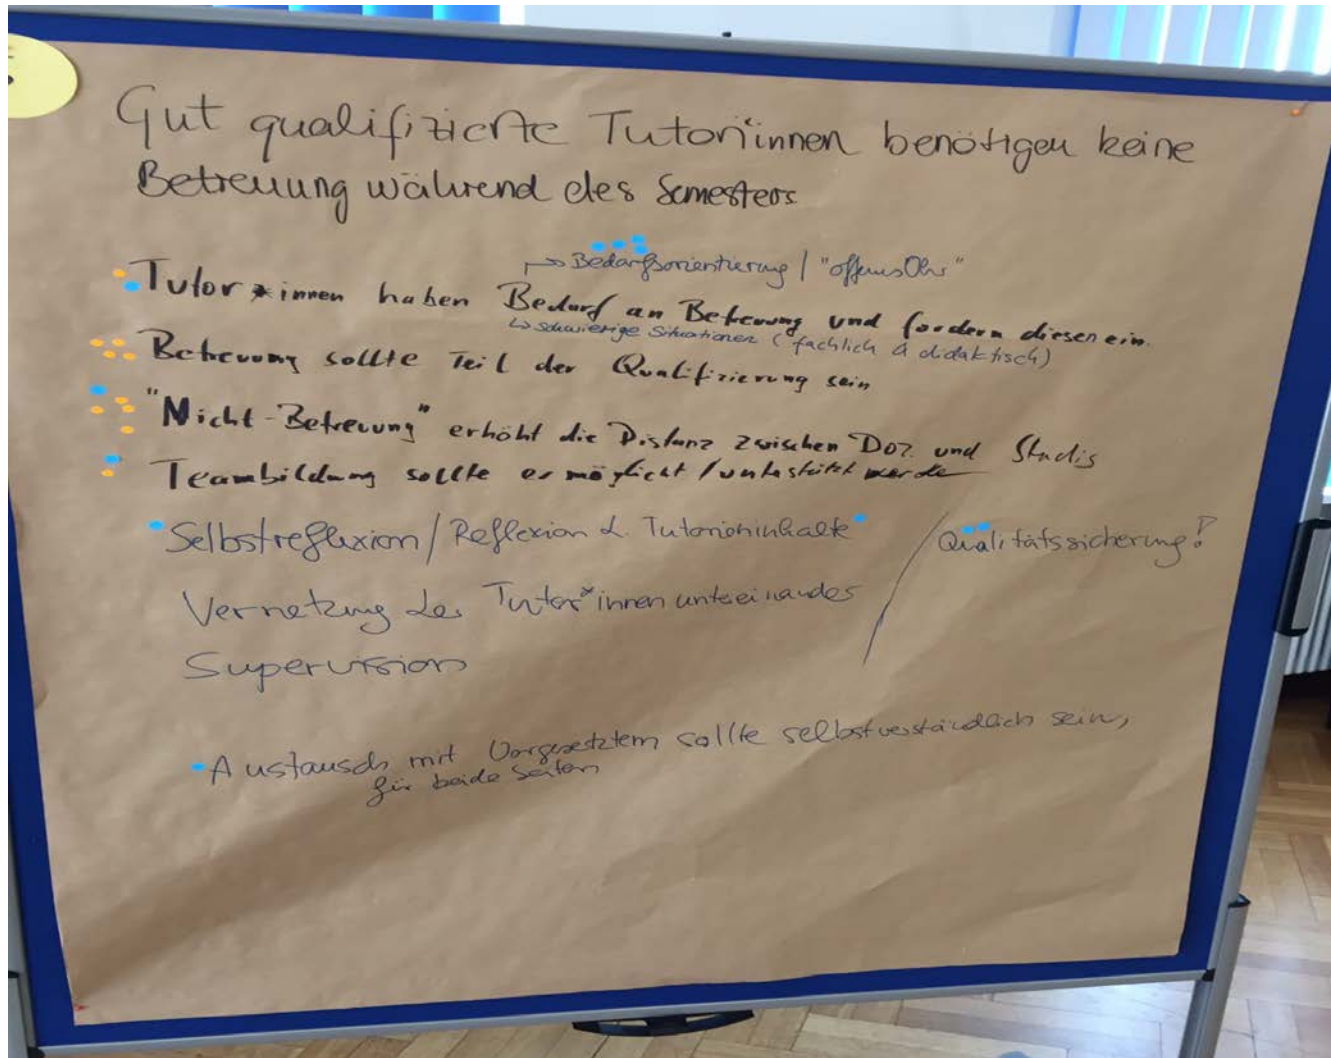 Gut qualifizierte Tutor*innen benötigen keine
Betreuung während des Semesters
→ Bedarfsorientierung / "offenes Ohr"
Tutor*innen haben Bedarf an Betreuung und fordern diesen ein.
↳ schwierige Situationen (fachlich & didaktisch)
Betreuung sollte Teil der Qualifizierung sein
"Nicht-Betreuung" erhöht die Distanz zwischen Doz. und Studis
Teambildung sollte ermöglicht / unterstützt werde
Selbstreflexion / Reflexion d. Tutorieninhalte / Qualitätssicherung!
Vernetzung der Tutor*innen untereinander
Supervision
Austausch mit Vorgesetztem sollte selbstverständlich sein,
für beide Seiten